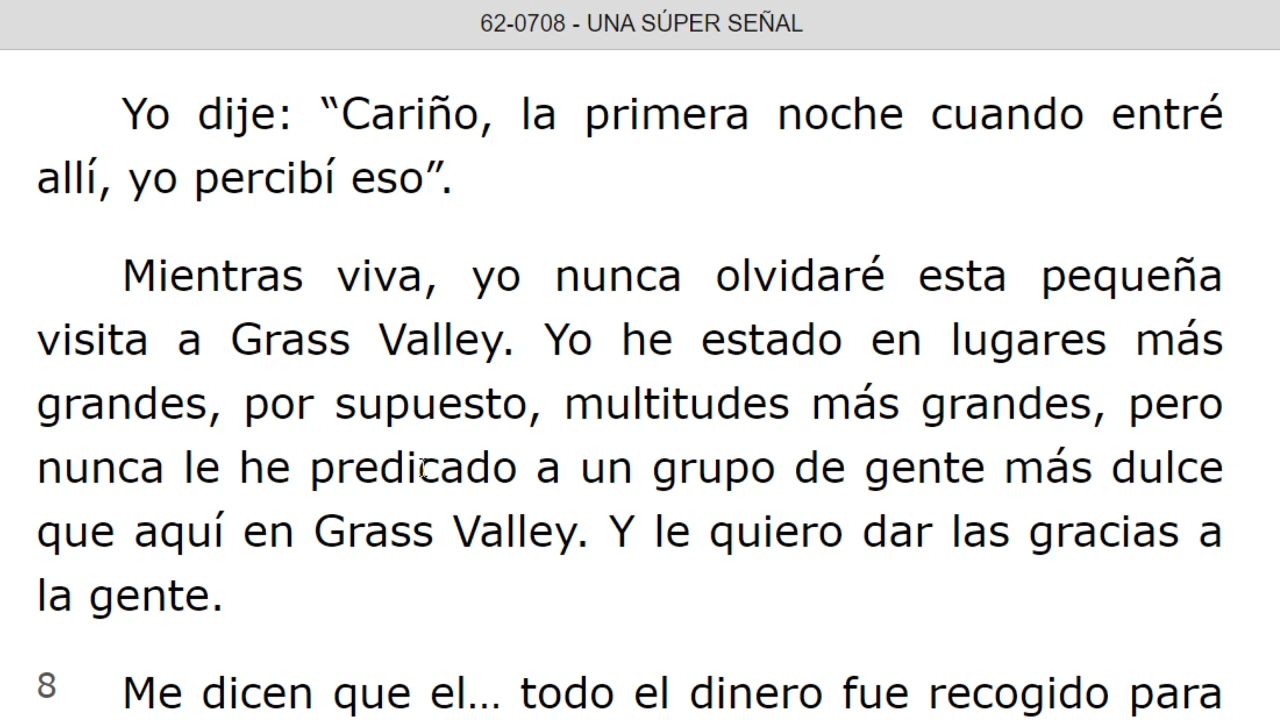 62-0708 - UNA SÚPER SEÑAL
Yo dije: “Cariño, la primera noche cuando entré
allí, yo percibí eso”.
Mientras viva, yo nunca olvidaré esta pequeña
visita a Grass Valley. Yo he estado en lugares más
grandes, por supuesto, multitudes más grandes, pero
nunca le he predicado a un grupo de gente más dulce
que aquí en Grass Valley. Y le quiero dar las gracias a
la gente.
8 Me dicen que el… todo el dinero fue recogido para